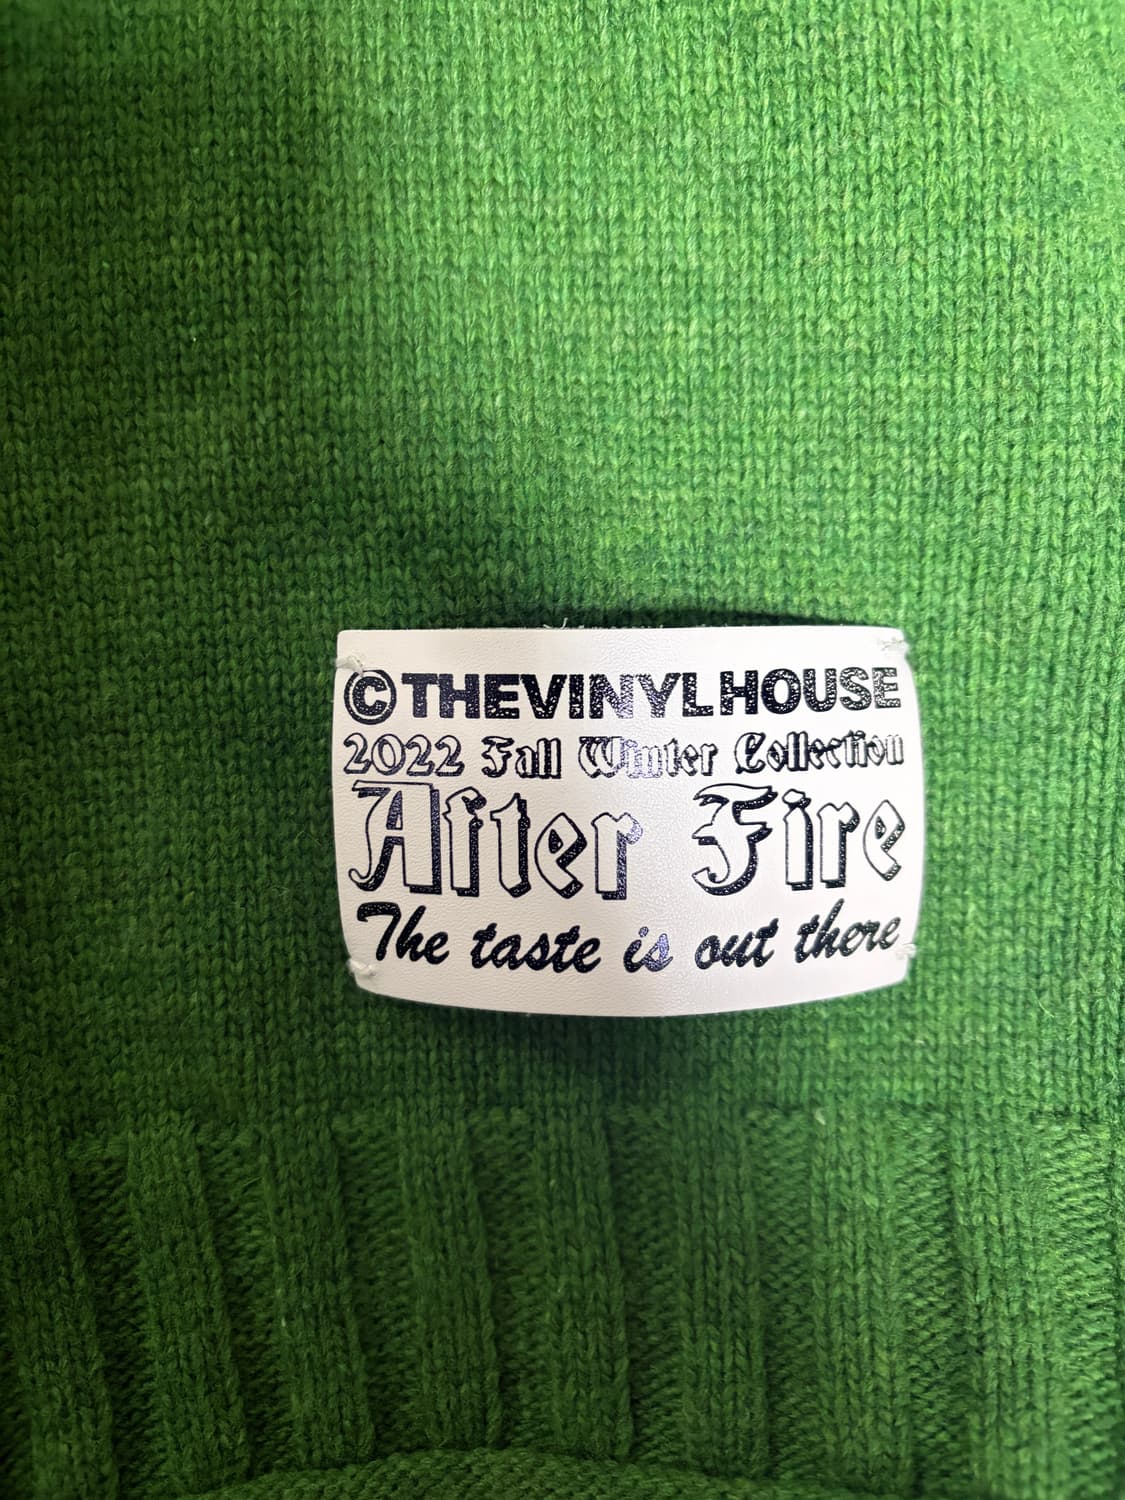 ©THEVINYLHOUSE
2022 Fall Winter Collection
After Fire
The taste is out there